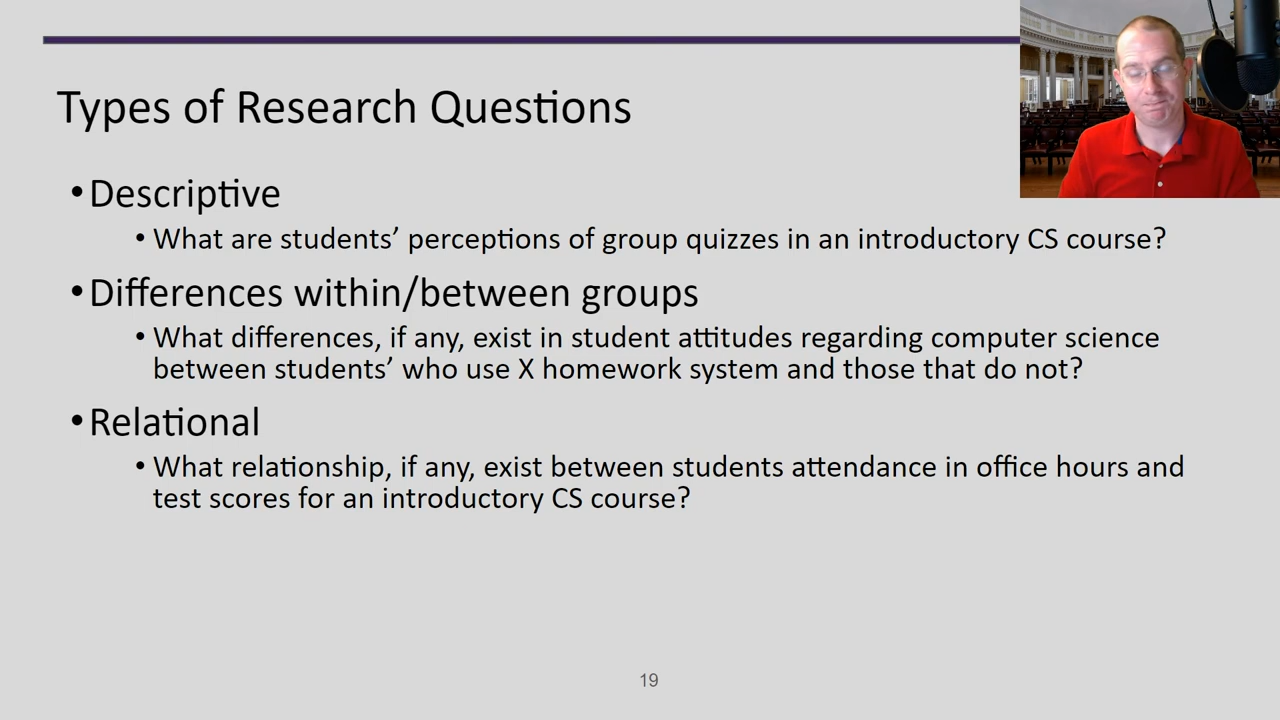 Types of Research Questions
•Descriptive
• What are students’ perceptions of group quizzes in an introductory CS course?
•Differences within/between groups
• What differences, if any, exist in student attitudes regarding computer science
between students’ who use X homework system and those that do not?
•Relational
• What relationship, if any, exist between students attendance in office hours and
test scores for an introductory CS course?
19